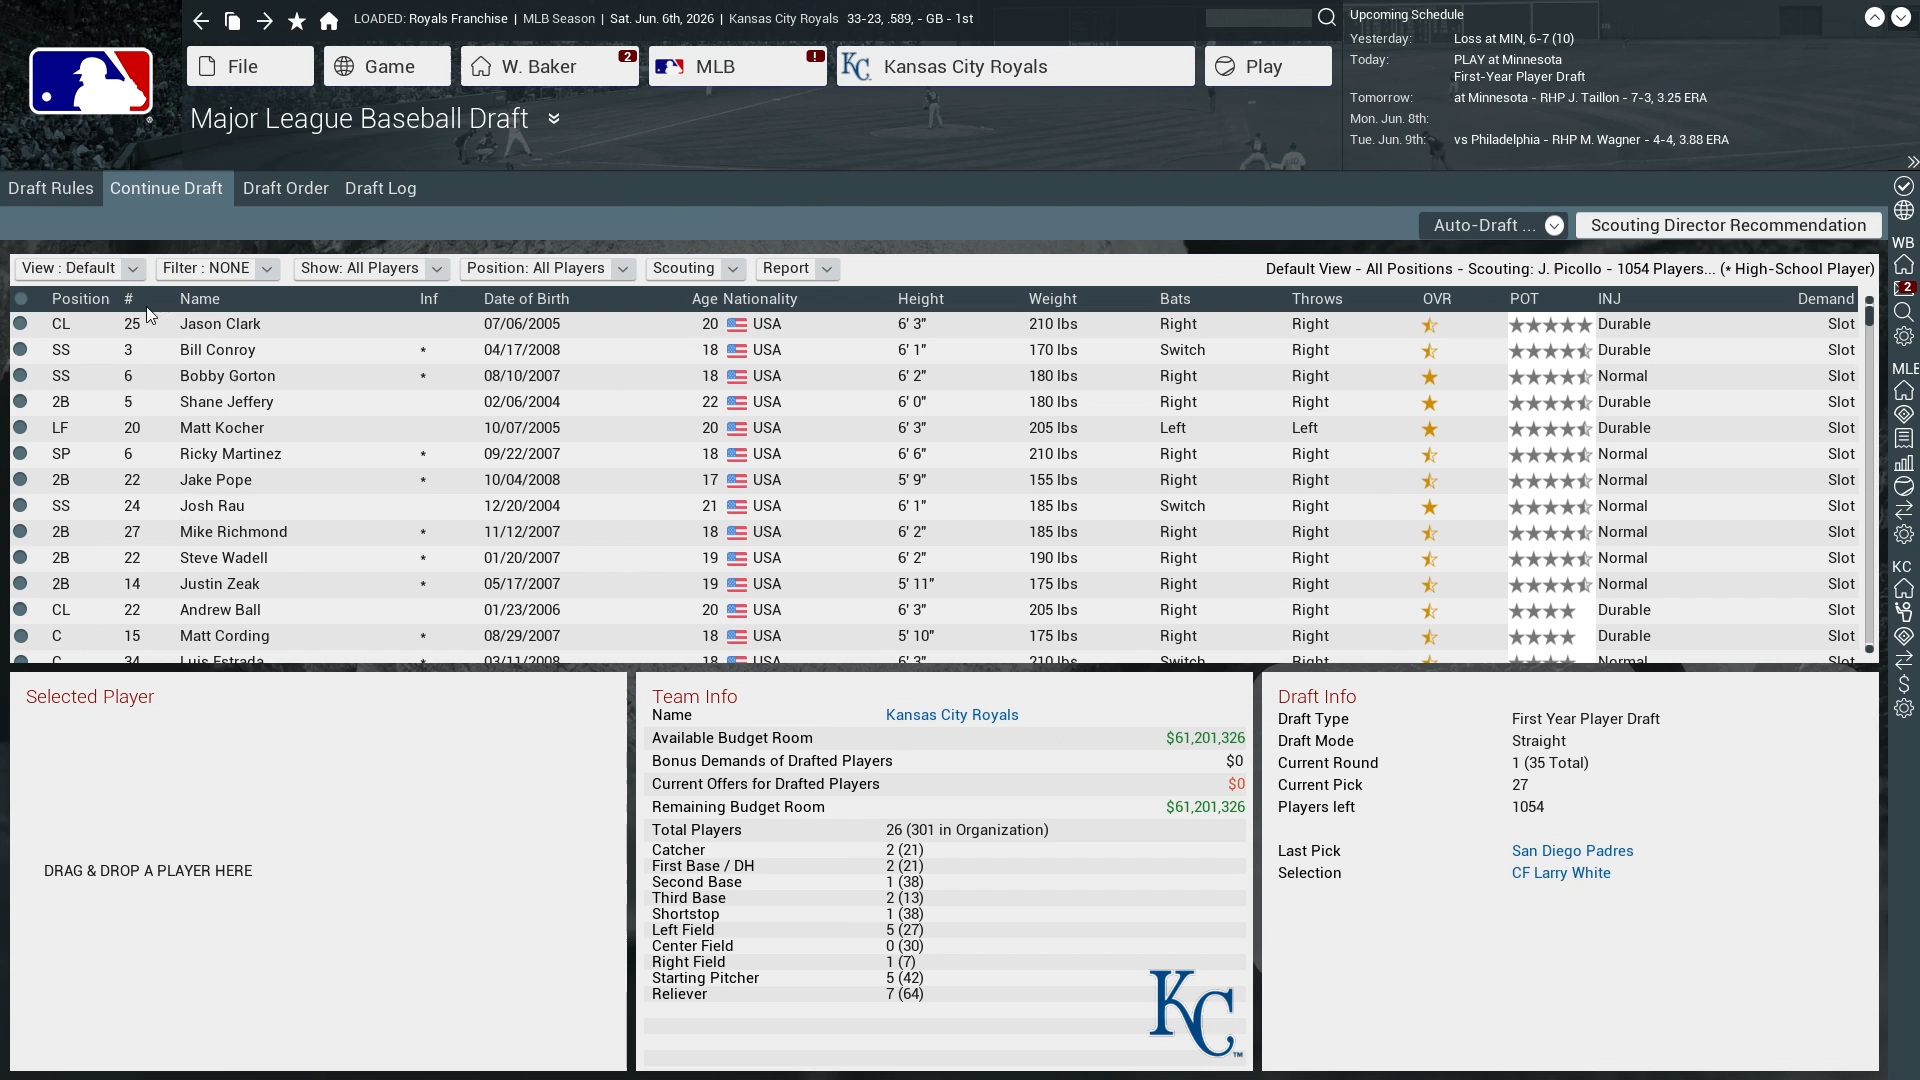 LOADED: Royals Franchise | MLB Season | Sat. Jun. 6th, 2026 | Kansas City Royals 33-23, .589, - GB - 1st
File
Game
W. Baker
2
MLB
!
Kansas City Royals
Play
Major League Baseball Draft
Upcoming Schedule
Yesterday: Loss at MIN, 6-7 (10)
Today: PLAY at Minnesota
First-Year Player Draft
Tomorrow: at Minnesota - RHP J. Taillon - 7-3, 3.25 ERA
Mon. Jun. 8th:
Tue. Jun. 9th: vs Philadelphia - RHP M. Wagner - 4-4, 3.88 ERA
Draft Rules Continue Draft Draft Order Draft Log
Auto-Draft ... Scouting Director Recommendation
View : Default Filter : NONE Show: All Players Position: All Players Scouting Report Default View - All Positions - Scouting: J. Picollo - 1054 Players... (* High-School Player)
Position # Name Inf Date of Birth Age Nationality Height Weight Bats Throws OVR POT INJ Demand
CL 25 Jason Clark 07/06/2005 20 USA 6' 3" 210 lbs Right Right Durable Slot
SS 3 Bill Conroy * 04/17/2008 18 USA 6' 1" 170 lbs Switch Right Durable Slot
SS 6 Bobby Gorton * 08/10/2007 18 USA 6' 2" 180 lbs Right Right Normal Slot
2B 5 Shane Jeffery 02/06/2004 22 USA 6' 0" 180 lbs Right Right Durable Slot
LF 20 Matt Kocher 10/07/2005 20 USA 6' 3" 205 lbs Left Left Durable Slot
SP 6 Ricky Martinez * 09/22/2007 18 USA 6' 6" 210 lbs Right Right Normal Slot
2B 22 Jake Pope * 10/04/2008 17 USA 5' 9" 155 lbs Right Right Normal Slot
SS 24 Josh Rau 12/20/2004 21 USA 6' 1" 185 lbs Switch Right Normal Slot
2B 27 Mike Richmond * 11/12/2007 18 USA 6' 2" 185 lbs Right Right Normal Slot
2B 22 Steve Wadell * 01/20/2007 19 USA 6' 2" 190 lbs Right Right Normal Slot
2B 14 Justin Zeak * 05/17/2007 19 USA 5' 11" 175 lbs Right Right Normal Slot
CL 22 Andrew Ball 01/23/2006 20 USA 6' 3" 205 lbs Right Right Durable Slot
C 15 Matt Cording * 08/29/2007 18 USA 5' 10" 175 lbs Right Right Durable Slot
C 34 Luis Estrada * 03/11/2008 18 USA 6' 3" 210 lbs Switch Right Normal Slot
WB
2
MLB
KC
Selected Player
DRAG & DROP A PLAYER HERE
Team Info
Name Kansas City Royals
Available Budget Room $61,201,326
Bonus Demands of Drafted Players $0
Current Offers for Drafted Players $0
Remaining Budget Room $61,201,326
Total Players 26 (301 in Organization)
Catcher 2 (21)
First Base / DH 2 (21)
Second Base 1 (38)
Third Base 2 (13)
Shortstop 1 (38)
Left Field 5 (27)
Center Field 0 (30)
Right Field 1 (7)
Starting Pitcher 5 (42)
Reliever 7 (64)
KC
Draft Info
Draft Type First Year Player Draft
Draft Mode Straight
Current Round 1 (35 Total)
Current Pick 27
Players left 1054
Last Pick San Diego Padres
Selection CF Larry White